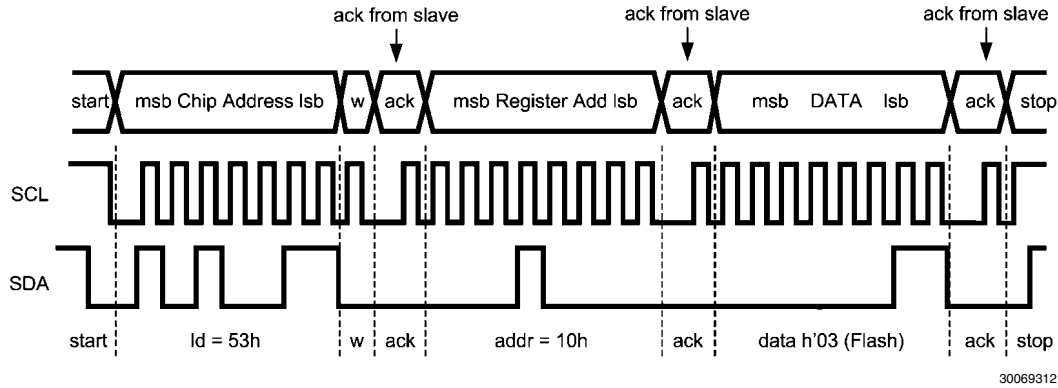 ack from slave ack from slave ack from slave
start msb Chip Address lsb w ack msb Register Add lsb ack msb DATA lsb ack stop
SCL
SDA
start Id = 53h w ack addr = 10h ack data h'03 (Flash) ack stop
30069312